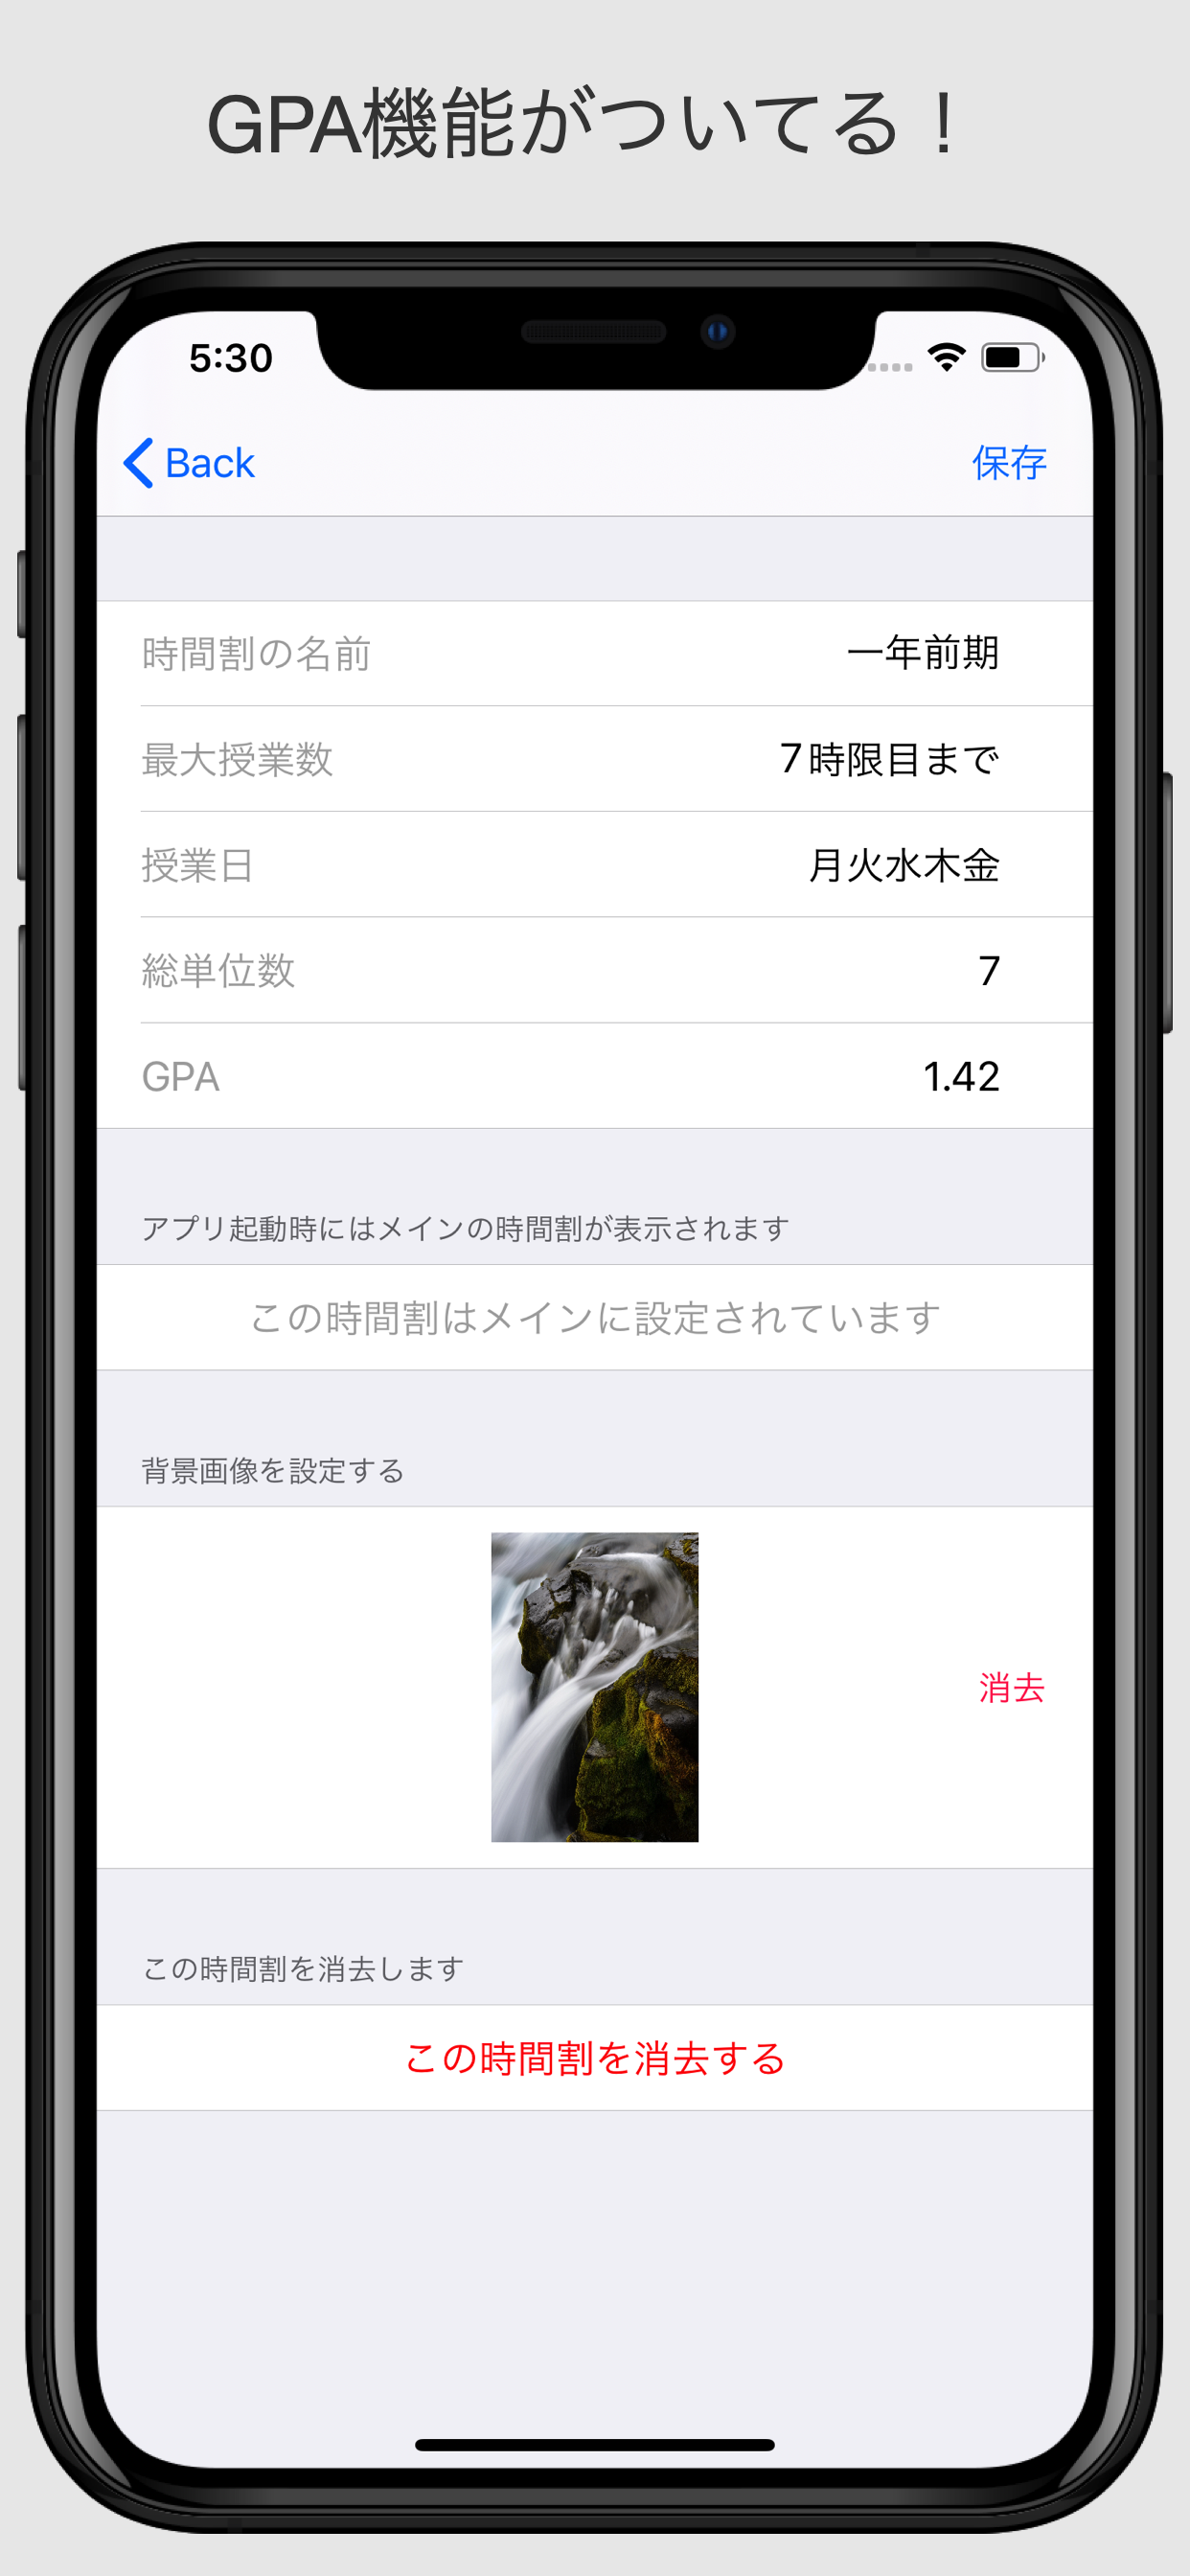 GPA機能がついてる！
5:30
Back
保存
時間割の名前 一年前期
最大授業数 7時限目まで
授業日 月火水木金
総単位数 7
GPA 1.42
アプリ起動時にはメインの時間割が表示されます
この時間割はメインに設定されています
背景画像を設定する
消去
この時間割を消去します
この時間割を消去する